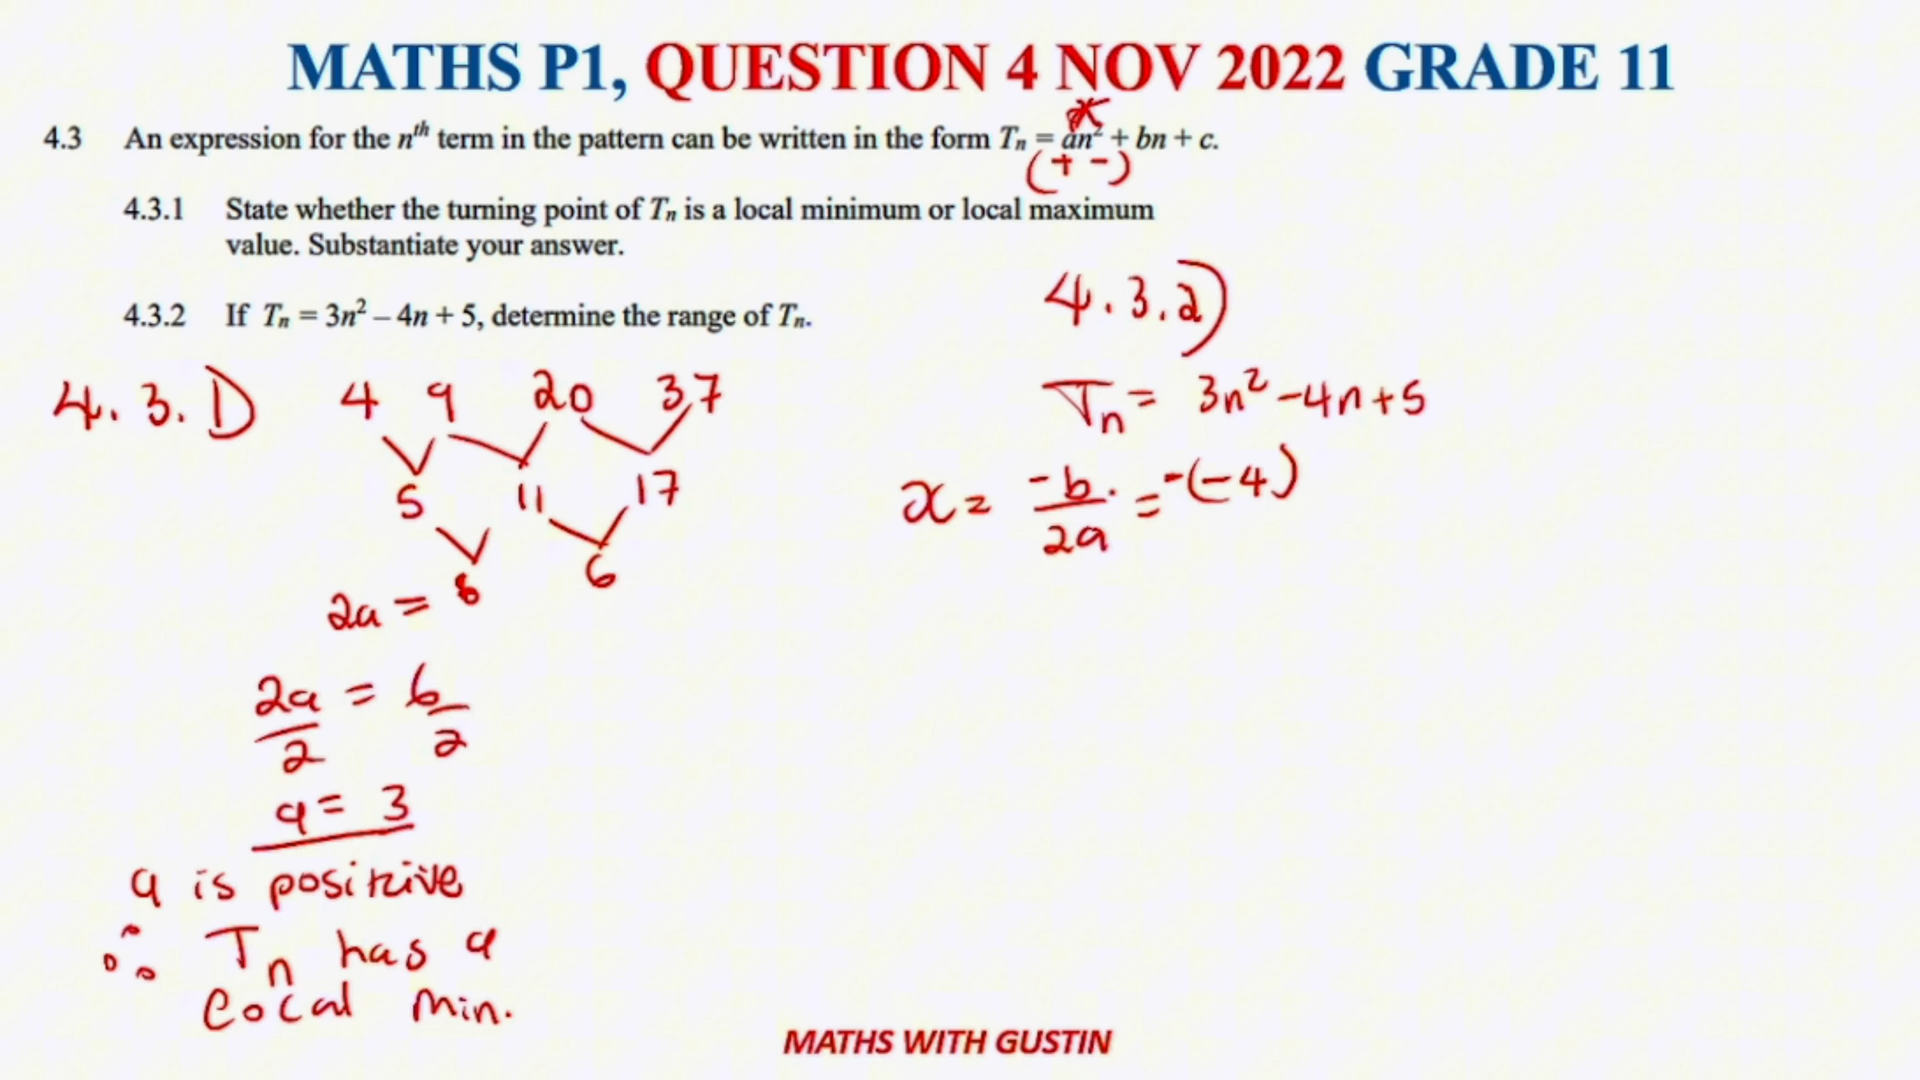 MATHS P1, QUESTION 4 NOV 2022 GRADE 11
4.3 An expression for the nᵗʰ term in the pattern can be written in the form Tₙ = an² + bn + c.
(+ -)
4.3.1 State whether the turning point of Tₙ is a local minimum or local maximum
value. Substantiate your answer.
4.3.2 If Tₙ = 3n² – 4n + 5, determine the range of Tₙ.
4.3.1)
4 9 20 37
5 11 17
6
2a = 6
2a/2 = 6/2
a = 3
a is positive
∴ Tₙ has a
local min.
4.3.2)
Tₙ = 3n² - 4n + 5
x = -b/2a = -(-4)
MATHS WITH GUSTIN